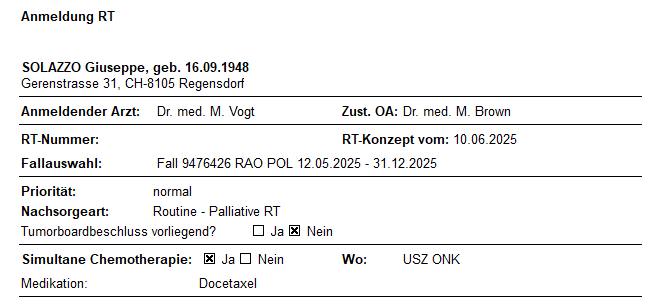 Anmeldung RT
SOLAZZO Giuseppe, geb. 16.09.1948
Gerenstrasse 31, CH-8105 Regensdorf
Anmeldender Arzt: Dr. med. M. Vogt Zust. OA: Dr. med. M. Brown
RT-Nummer: RT-Konzept vom: 10.06.2025
Fallauswahl: Fall 9476426 RAO POL 12.05.2025 - 31.12.2025
Priorität: normal
Nachsorgeart: Routine - Palliative RT
Tumorboardbeschluss vorliegend? ☐ Ja ☒ Nein
Simultane Chemotherapie: ☒ Ja ☐ Nein Wo: USZ ONK
Medikation: Docetaxel